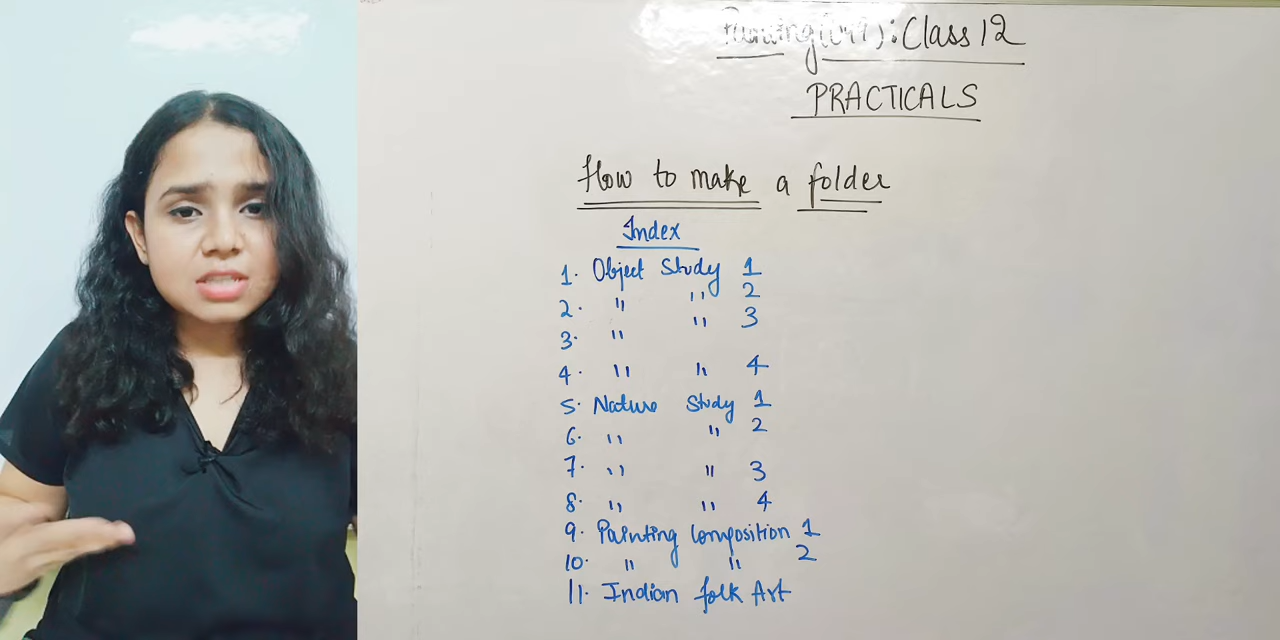 Painting (049): Class 12
PRACTICALS
How to make a folder
Index
1. Object Study 1
2. " " 2
3. " " 3
4. " " 4
5. Nature Study 1
6. " " 2
7. " " 3
8. " " 4
9. Painting Composition 1
10. " " 2
11. Indian folk Art